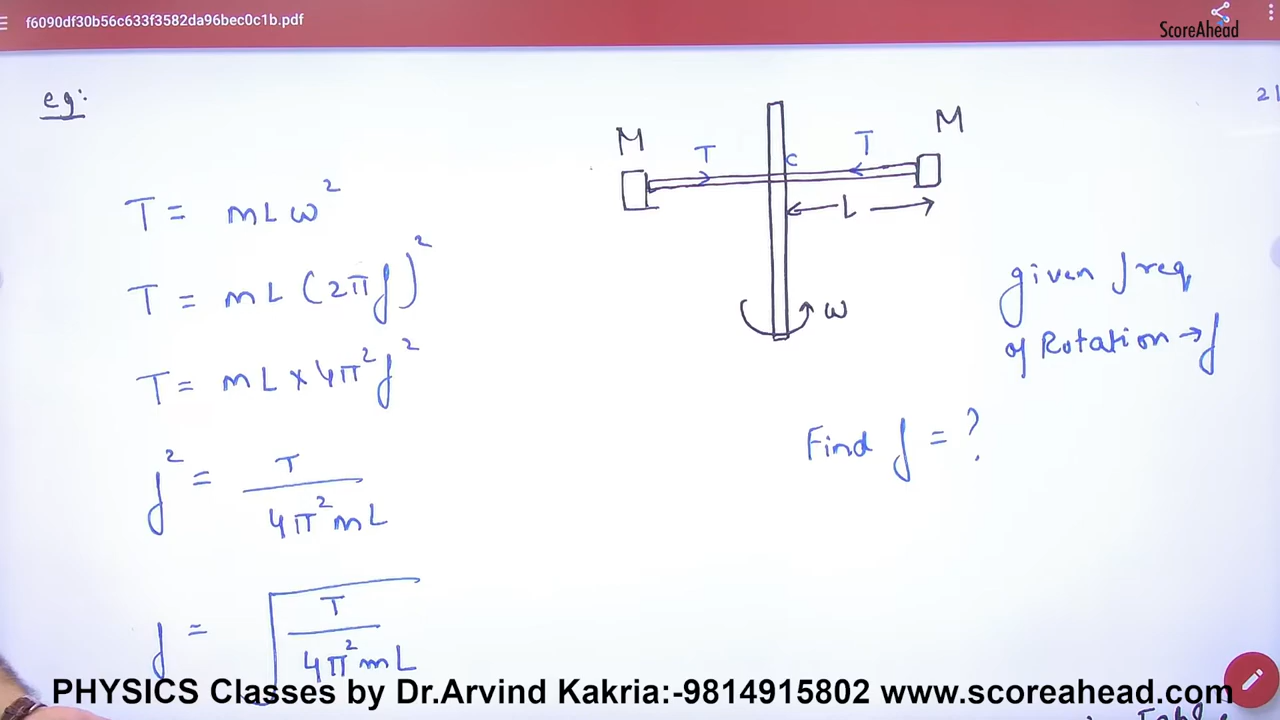 f6090df30b56c633f3582da96bec0c1b.pdf
ScoreAhead
eg:
21
M
M
T
T
C
L
ω
T = mLω²
T = mL(2πf)²
T = mL×4π²f²
f² = T / 4π²mL
f = √(T / 4π²mL)
given freq
of Rotation → f
Find f = ?
PHYSICS Classes by Dr.Arvind Kakria:-9814915802 www.scoreahead.com